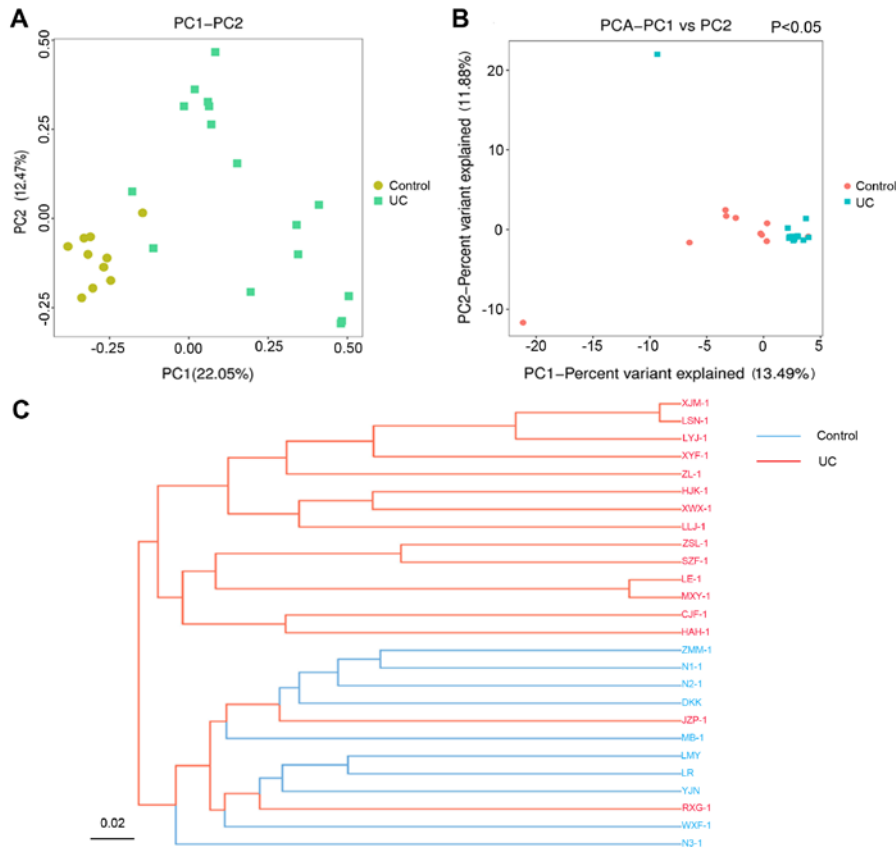 A
PC1-PC2
0.50
0.25
0.00
-0.25
PC2 (12.47%)
-0.25
0.00
0.25
0.50
PC1(22.05%)
Control
UC
B
PCA-PC1 vs PC2
P<0.05
20
10
0
-10
PC2-Percent variant explained (11.88%)
-20
-15
-10
-5
0
5
PC1-Percent variant explained (13.49%)
Control
UC
C
XJM-1
LSN-1
LYJ-1
XYF-1
ZL-1
HJK-1
XWX-1
LLJ-1
ZSL-1
SZF-1
LE-1
MXY-1
CJF-1
HAH-1
ZMM-1
N1-1
N2-1
DKK
JZP-1
MB-1
LMY
LR
YJN
RXG-1
WXF-1
N3-1
Control
UC
0.02